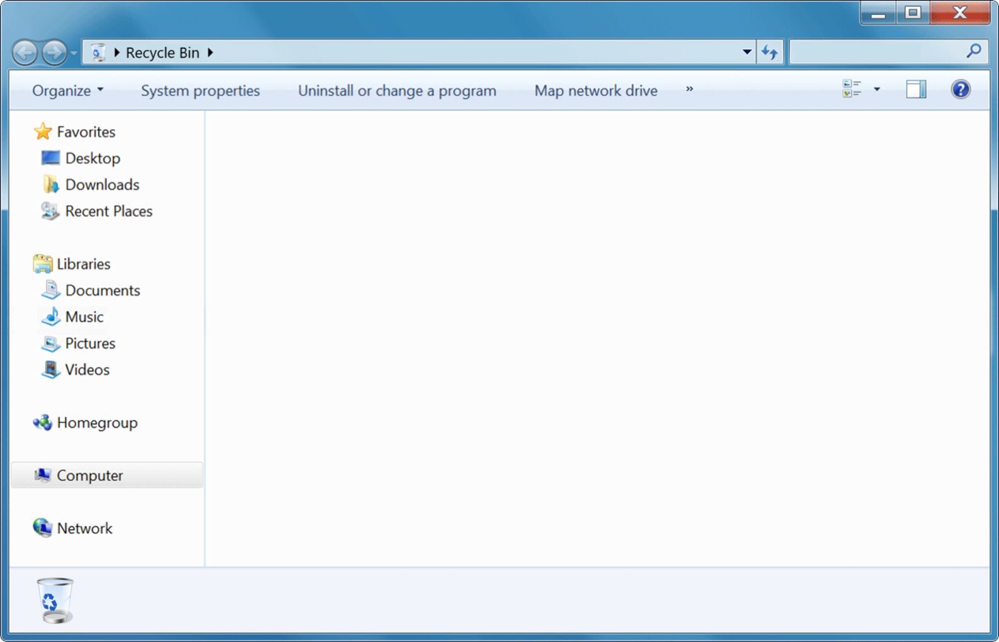 Recycle Bin
Organize System properties Uninstall or change a program Map network drive »
Favorites
Desktop
Downloads
Recent Places
Libraries
Documents
Music
Pictures
Videos
Homegroup
Computer
Network